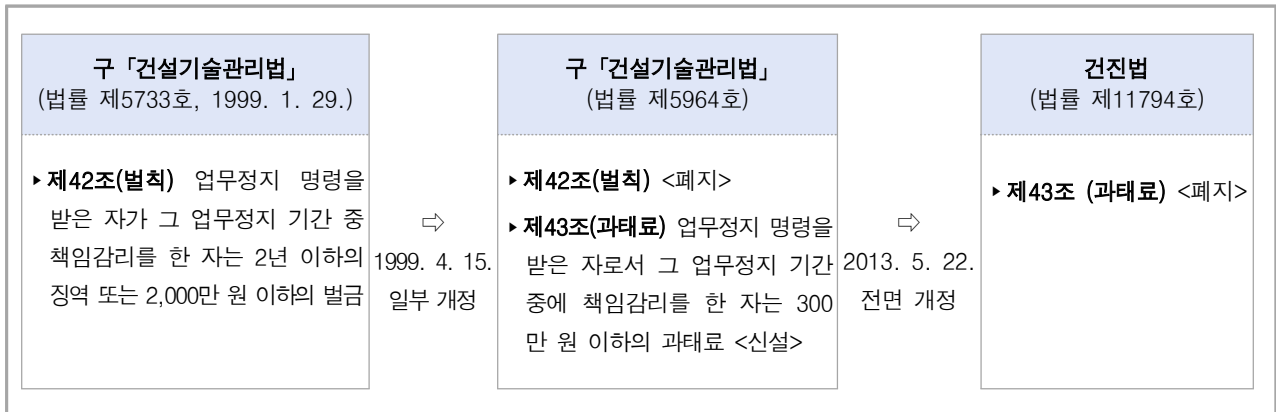 구「건설기술관리법」
(법률 제5733호, 1999. 1. 29.)
▸제42조(벌칙) 업무정지 명령을
받은 자가 그 업무정지 기간 중
책임감리를 한 자는 2년 이하의
징역 또는 2,000만 원 이하의 벌금
⇨
1999. 4. 15.
일부 개정
구「건설기술관리법」
(법률 제5964호)
▸제42조(벌칙) <폐지>
▸제43조(과태료) 업무정지 명령을
받은 자로서 그 업무정지 기간
중에 책임감리를 한 자는 300
만 원 이하의 과태료 <신설>
⇨
2013. 5. 22.
전면 개정
건진법
(법률 제11794호)
▸제43조 (과태료) <폐지>